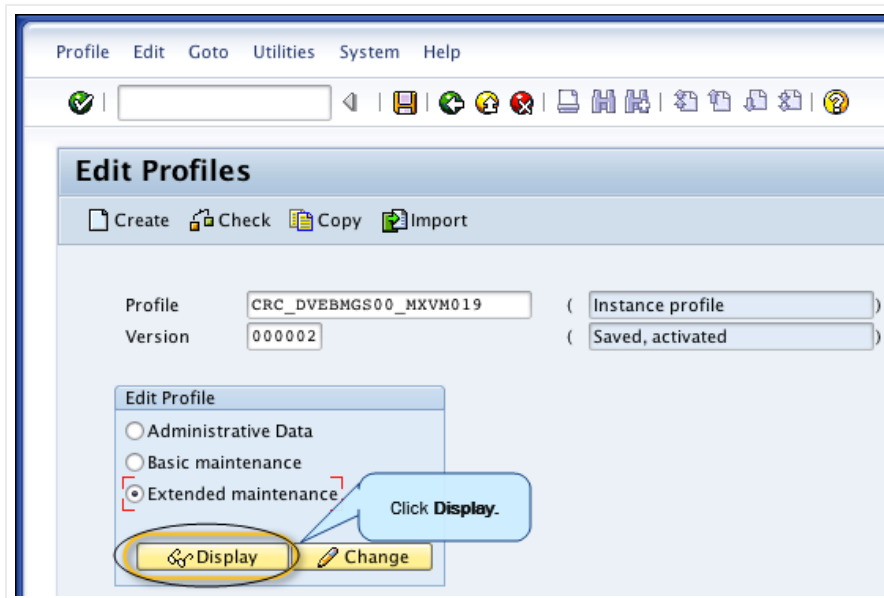 Profile Edit Goto Utilities System Help
Edit Profiles
Create Check Copy Import
Profile CRC_DVEBMGS00_MXVM019 ( Instance profile )
Version 000002 ( Saved, activated )
Edit Profile
Administrative Data
Basic maintenance
Extended maintenance
Click Display.
Display Change